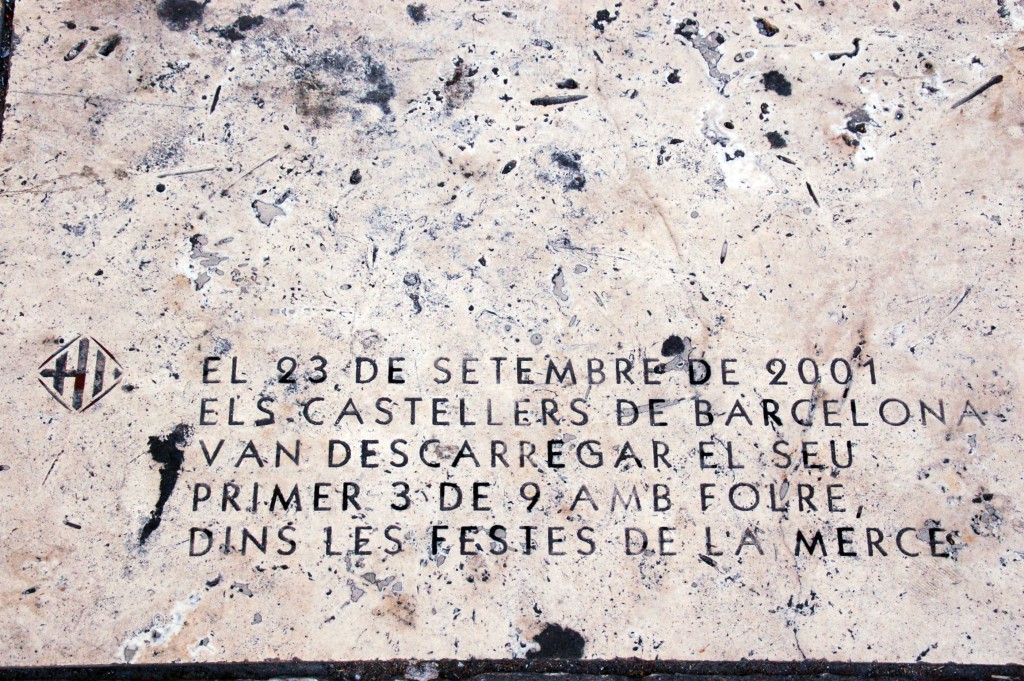 EL 23 DE SETEMBRE DE 2001
ELS CASTELLERS DE BARCELONA
VAN DESCARREGAR EL SEU
PRIMER 3 DE 9 AMB FOLRE,
DINS LES FESTES DE LA MERCE